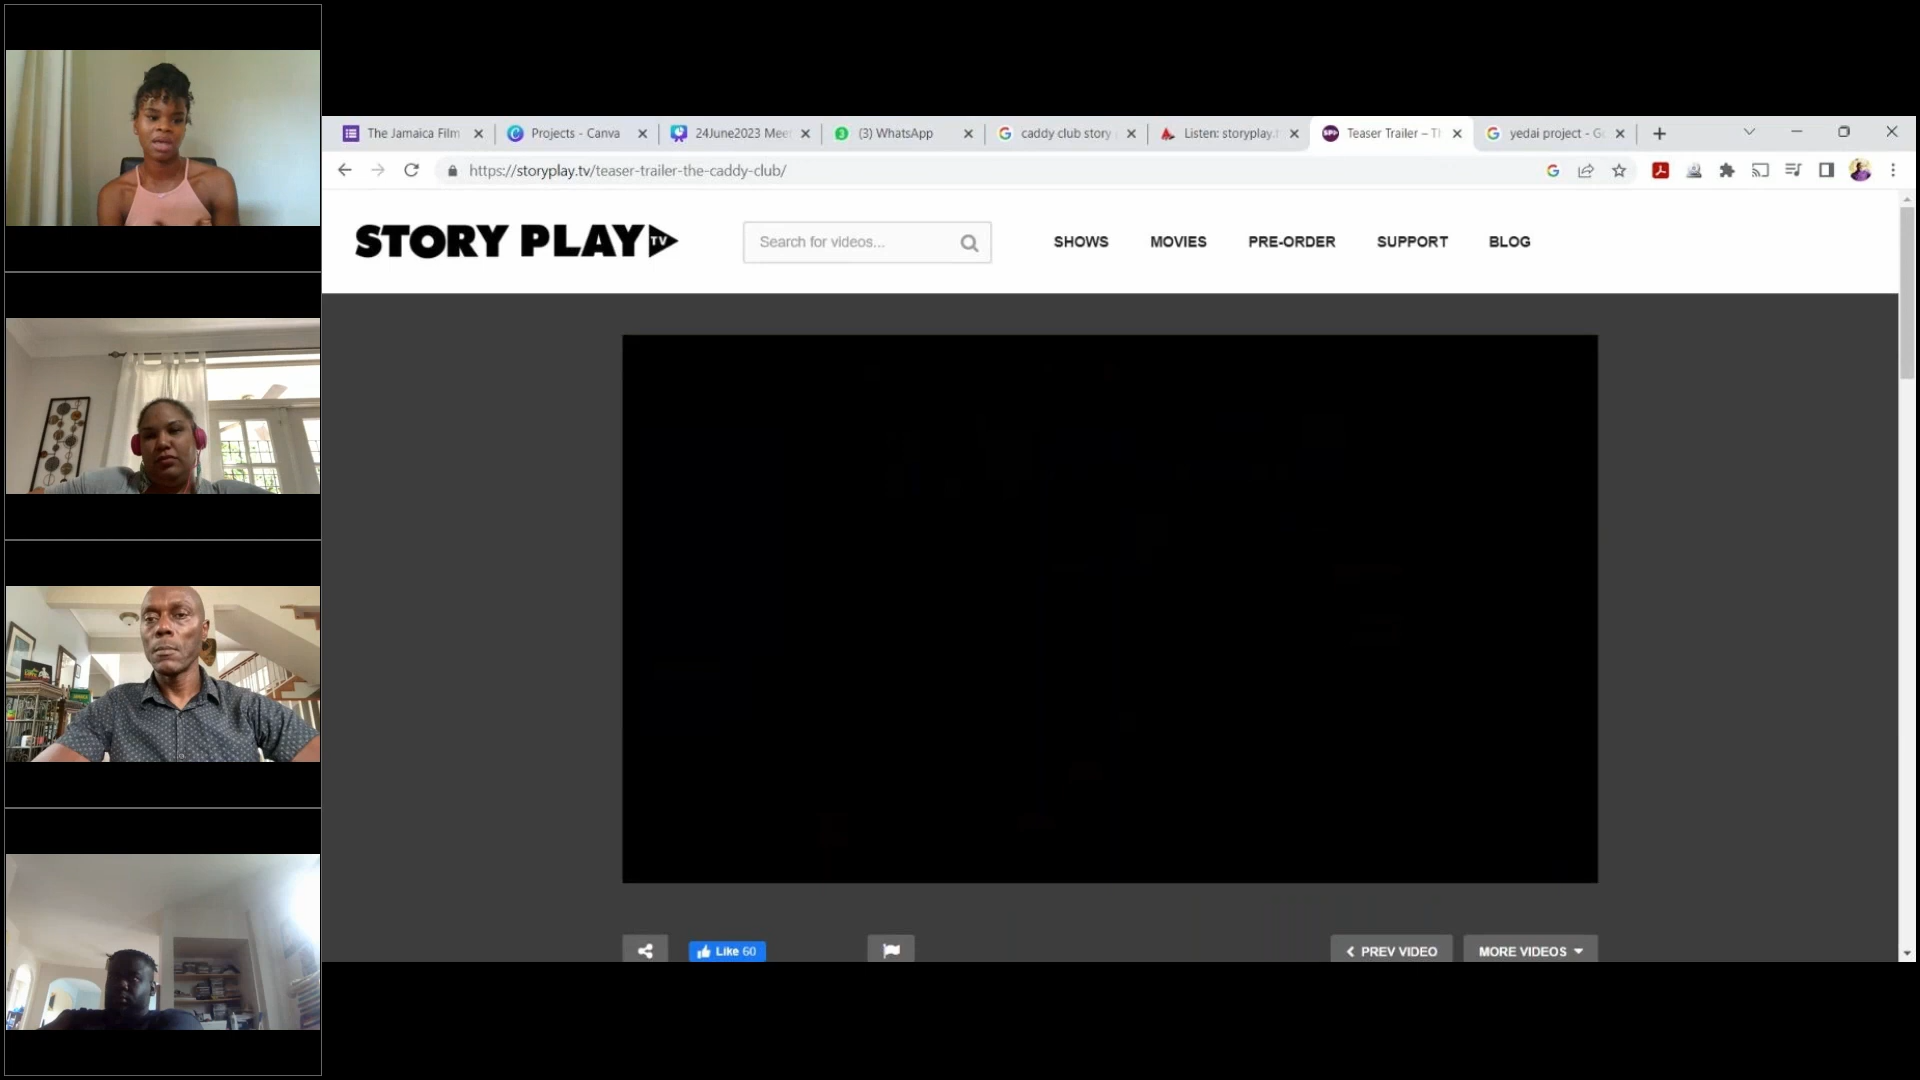 The Jamaica Film
Projects - Canva
24June2023 Mee
(3) WhatsApp
caddy club story
Listen: storyplay.t
Teaser Trailer – Th
yedai project - Go
https://storyplay.tv/teaser-trailer-the-caddy-club/
STORY PLAY TV
Search for videos...
SHOWS
MOVIES
PRE-ORDER
SUPPORT
BLOG
Like 60
PREV VIDEO
MORE VIDEOS